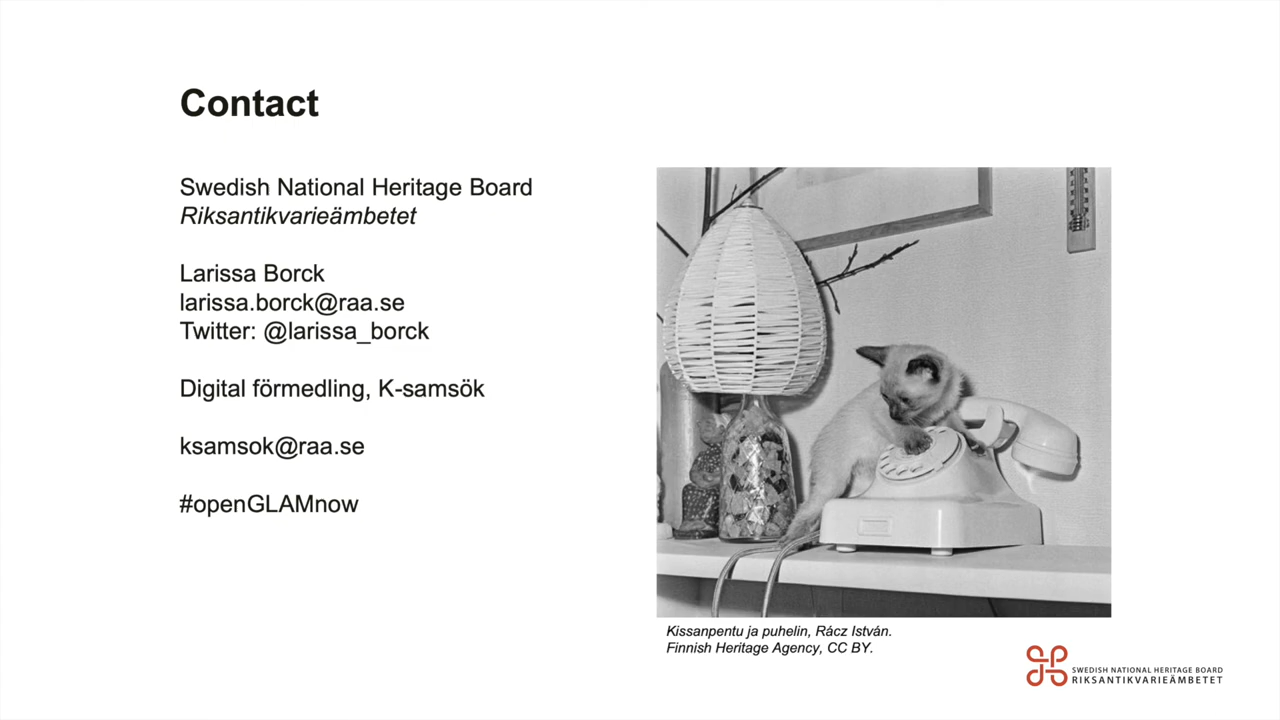 Contact
Swedish National Heritage Board
Riksantikvarieämbetet
Larissa Borck
larissa.borck@raa.se
Twitter: @larissa_borck
Digital förmedling, K-samsök
ksamsok@raa.se
#openGLAMnow
Kissanpentu ja puhelin, Rácz István.
Finnish Heritage Agency, CC BY.
SWEDISH NATIONAL HERITAGE BOARD
RIKSANTIKVARIEÄMBETET